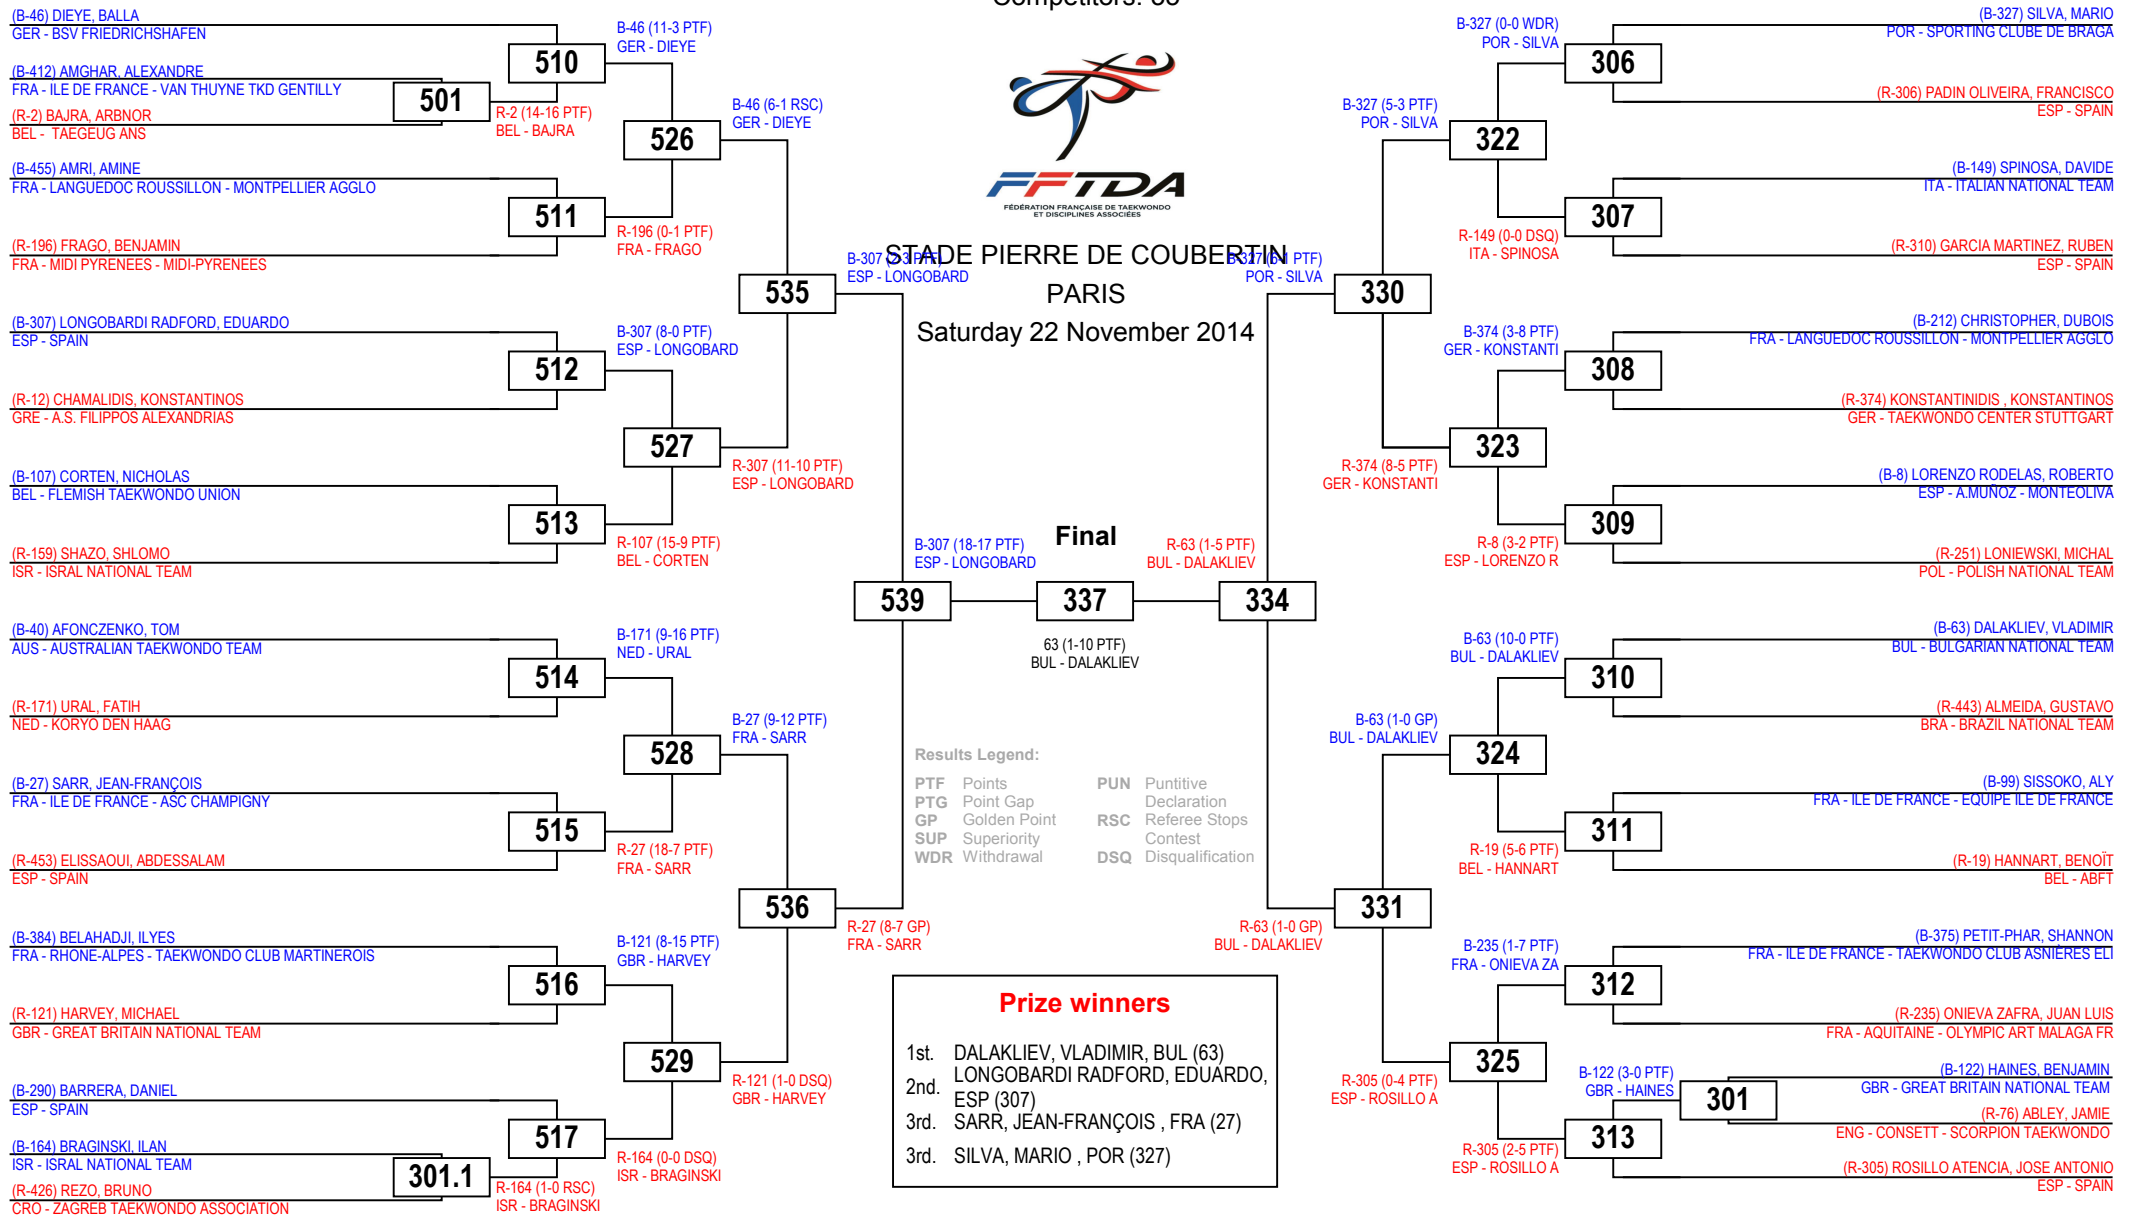 (B-46) DIEYE, BALLA
GER - BSV FRIEDRICHSHAFEN
(B-412) AMGHAR, ALEXANDRE
FRA - ILE DE FRANCE - VAN THUYNE TKD GENTILLY
(R-2) BAJRA, ARBNOR
BEL - TAEGEUG ANS
(B-455) AMRI, AMINE
FRA - LANGUEDOC ROUSSILLON - MONTPELLIER AGGLO
(R-196) FRAGO, BENJAMIN
FRA - MIDI PYRENEES - MIDI-PYRENEES
(B-307) LONGOBARDI RADFORD, EDUARDO
ESP - SPAIN
(R-12) CHAMALIDIS, KONSTANTINOS
GRE - A.S. FILIPPOS ALEXANDRIAS
(B-107) CORTEN, NICHOLAS
BEL - FLEMISH TAEKWONDO UNION
(R-159) SHAZO, SHLOMO
ISR - ISRAL NATIONAL TEAM
(B-40) AFONCZENKO, TOM
AUS - AUSTRALIAN TAEKWONDO TEAM
(R-171) URAL, FATIH
NED - KORYO DEN HAAG
(B-27) SARR, JEAN-FRANÇOIS
FRA - ILE DE FRANCE - ASC CHAMPIGNY
(R-453) ELISSAOUI, ABDESSALAM
ESP - SPAIN
(B-384) BELAHADJI, ILYES
FRA - RHONE-ALPES - TAEKWONDO CLUB MARTINEROIS
(R-121) HARVEY, MICHAEL
GBR - GREAT BRITAIN NATIONAL TEAM
(B-290) BARRERA, DANIEL
ESP - SPAIN
(B-164) BRAGINSKI, ILAN
ISR - ISRAL NATIONAL TEAM
(R-426) REZO, BRUNO
CRO - ZAGREB TAEKWONDO ASSOCIATION
501
R-2 (14-16 PTF)
BEL - BAJRA
301.1
R-164 (1-0 RSC)
ISR - BRAGINSKI
510
B-46 (11-3 PTF)
GER - DIEYE
511
R-196 (0-1 PTF)
FRA - FRAGO
512
B-307 (8-0 PTF)
ESP - LONGOBARD
513
R-107 (15-9 PTF)
BEL - CORTEN
514
B-171 (9-16 PTF)
NED - URAL
515
R-27 (18-7 PTF)
FRA - SARR
516
B-121 (8-15 PTF)
GBR - HARVEY
517
R-164 (0-0 DSQ)
ISR - BRAGINSKI
526
B-46 (6-1 RSC)
GER - DIEYE
527
R-307 (11-10 PTF)
ESP - LONGOBARD
528
B-27 (9-12 PTF)
FRA - SARR
529
R-121 (1-0 DSQ)
GBR - HARVEY
535
B-307
ESP - LONGOBARD
536
R-27 (8-7 GP)
FRA - SARR
539
B-307 (18-17 PTF)
ESP - LONGOBARD
FFTDA
FÉDÉRATION FRANÇAISE DE TAEKWONDO
ET DISCIPLINES ASSOCIÉES
STADE PIERRE DE COUBERTIN
PARIS
Saturday 22 November 2014
Final
337
63 (1-10 PTF)
BUL - DALAKLIEV
Results Legend:
PTF Points
PTG Point Gap
GP Golden Point
SUP Superiority
WDR Withdrawal
PUN Puntitive
Declaration
RSC Referee Stops
Contest
DSQ Disqualification
Prize winners
1st. DALAKLIEV, VLADIMIR, BUL (63)
2nd. LONGOBARDI RADFORD, EDUARDO,
ESP (307)
3rd. SARR, JEAN-FRANÇOIS , FRA (27)
3rd. SILVA, MARIO , POR (327)
R-63 (1-5 PTF)
BUL - DALAKLIEV
334
PTF)
POR - SILVA
330
R-63 (1-0 GP)
BUL - DALAKLIEV
331
B-327 (5-3 PTF)
POR - SILVA
322
R-374 (8-5 PTF)
GER - KONSTANTI
323
B-63 (1-0 GP)
BUL - DALAKLIEV
324
R-305 (0-4 PTF)
ESP - ROSILLO A
325
B-327 (0-0 WDR)
POR - SILVA
306
R-149 (0-0 DSQ)
ITA - SPINOSA
307
B-374 (3-8 PTF)
GER - KONSTANTI
308
R-8 (3-2 PTF)
ESP - LORENZO R
309
B-63 (10-0 PTF)
BUL - DALAKLIEV
310
R-19 (5-6 PTF)
BEL - HANNART
311
B-235 (1-7 PTF)
FRA - ONIEVA ZA
312
R-305 (2-5 PTF)
ESP - ROSILLO A
313
B-122 (3-0 PTF)
GBR - HAINES
301
(B-327) SILVA, MARIO
POR - SPORTING CLUBE DE BRAGA
(R-306) PADIN OLIVEIRA, FRANCISCO
ESP - SPAIN
(B-149) SPINOSA, DAVIDE
ITA - ITALIAN NATIONAL TEAM
(R-310) GARCIA MARTINEZ, RUBEN
ESP - SPAIN
(B-212) CHRISTOPHER, DUBOIS
FRA - LANGUEDOC ROUSSILLON - MONTPELLIER AGGLO
(R-374) KONSTANTINIDIS , KONSTANTINOS
GER - TAEKWONDO CENTER STUTTGART
(B-8) LORENZO RODELAS, ROBERTO
ESP - A.MUÑOZ - MONTEOLIVA
(R-251) LONIEWSKI, MICHAL
POL - POLISH NATIONAL TEAM
(B-63) DALAKLIEV, VLADIMIR
BUL - BULGARIAN NATIONAL TEAM
(R-443) ALMEIDA, GUSTAVO
BRA - BRAZIL NATIONAL TEAM
(B-99) SISSOKO, ALY
FRA - ILE DE FRANCE - EQUIPE ILE DE FRANCE
(R-19) HANNART, BENOÏT
BEL - ABFT
(B-375) PETIT-PHAR, SHANNON
FRA - ILE DE FRANCE - TAEKWONDO CLUB ASNIÈRES ELI
(R-235) ONIEVA ZAFRA, JUAN LUIS
FRA - AQUITAINE - OLYMPIC ART MALAGA FR
(B-122) HAINES, BENJAMIN
GBR - GREAT BRITAIN NATIONAL TEAM
(R-76) ABLEY, JAMIE
ENG - CONSETT - SCORPION TAEKWONDO
(R-305) ROSILLO ATENCIA, JOSE ANTONIO
ESP - SPAIN